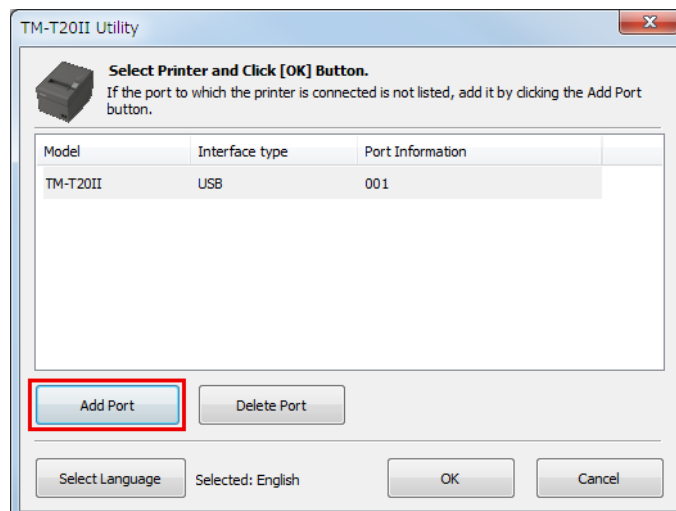 TM-T20II Utility
Select Printer and Click [OK] Button.
If the port to which the printer is connected is not listed, add it by clicking the Add Port
button.
Model Interface type Port Information
TM-T20II USB 001
Add Port Delete Port
Select Language Selected: English OK Cancel